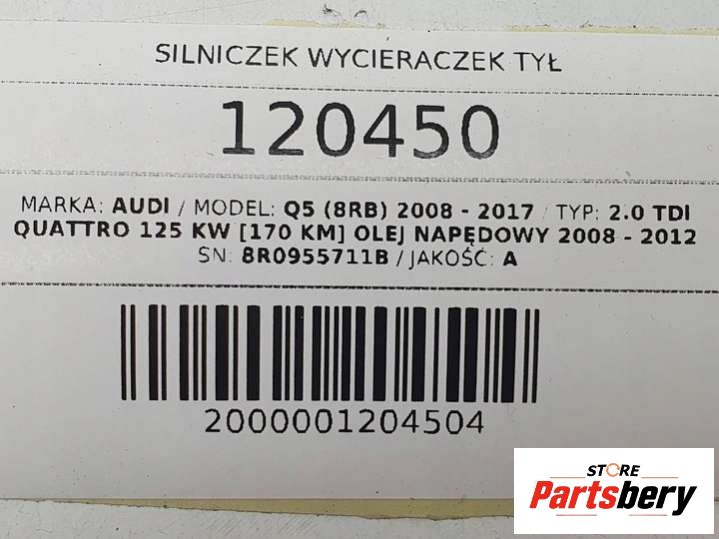 SILNICZEK WYCIERACZEK TYŁ
120450
MARKA: AUDI / MODEL: Q5 (8RB) 2008 - 2017 / TYP: 2.0 TDI
QUATTRO 125 KW [170 KM] OLEJ NAPĘDOWY 2008 - 2012
SN: 8R0955711B / JAKOŚĆ: A
2000001204504
STORE
Partsbery